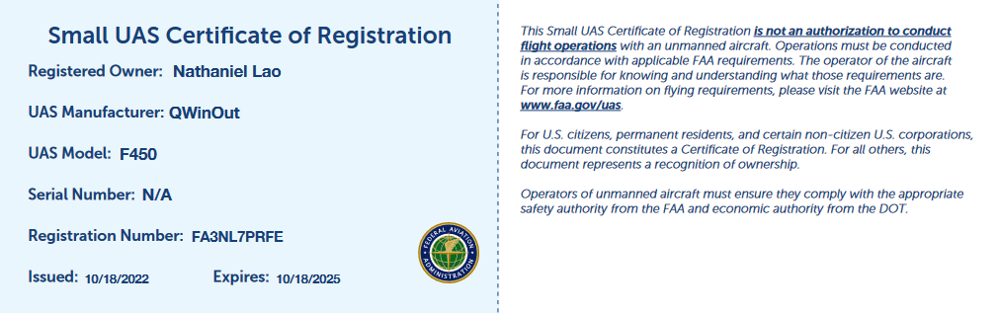 Small UAS Certificate of Registration
Registered Owner: Nathaniel Lao
UAS Manufacturer: QWinOut
UAS Model: F450
Serial Number: N/A
Registration Number: FA3NL7PRFE
Issued: 10/18/2022 Expires: 10/18/2025
FEDERAL AVIATION
ADMINISTRATION
This Small UAS Certificate of Registration is not an authorization to conduct
flight operations with an unmanned aircraft. Operations must be conducted
in accordance with applicable FAA requirements. The operator of the aircraft
is responsible for knowing and understanding what those requirements are.
For more information on flying requirements, please visit the FAA website at
www.faa.gov/uas.
For U.S. citizens, permanent residents, and certain non-citizen U.S. corporations,
this document constitutes a Certificate of Registration. For all others, this
document represents a recognition of ownership.
Operators of unmanned aircraft must ensure they comply with the appropriate
safety authority from the FAA and economic authority from the DOT.